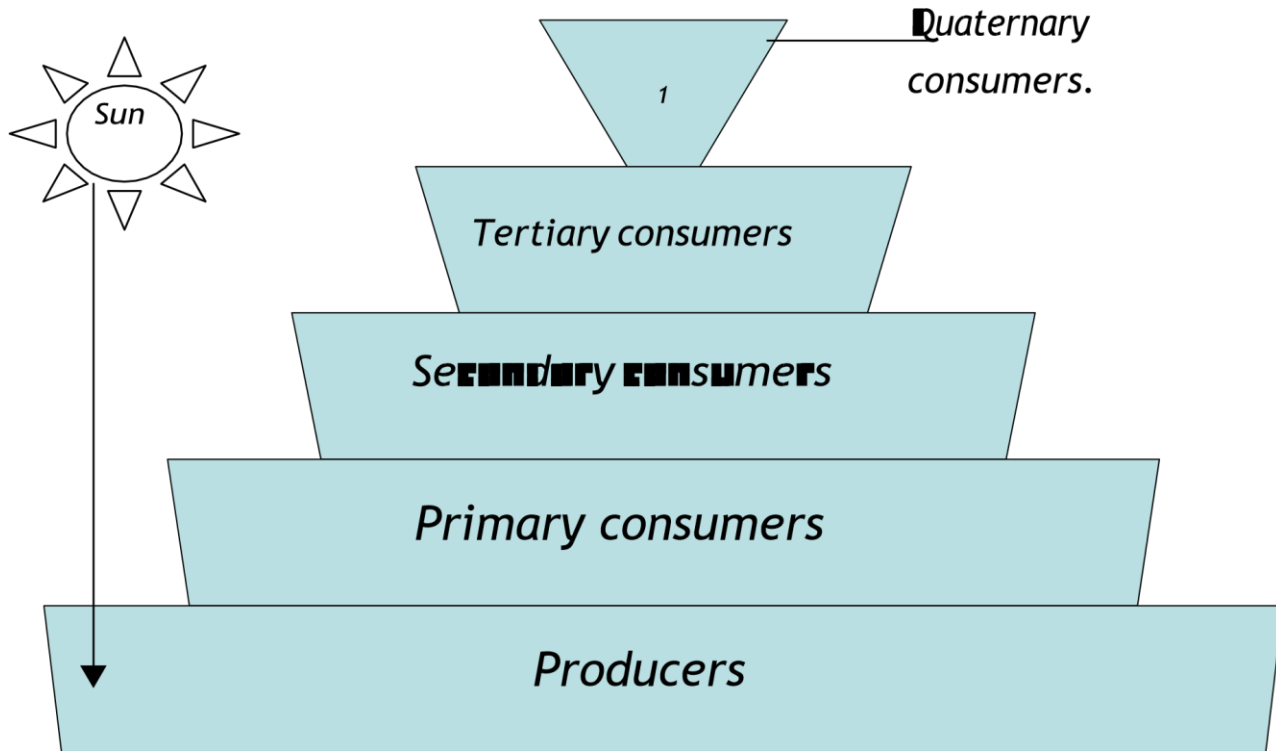 Quaternary
consumers.
Sun
1
Tertiary consumers
Secondary consumers
Primary consumers
Producers